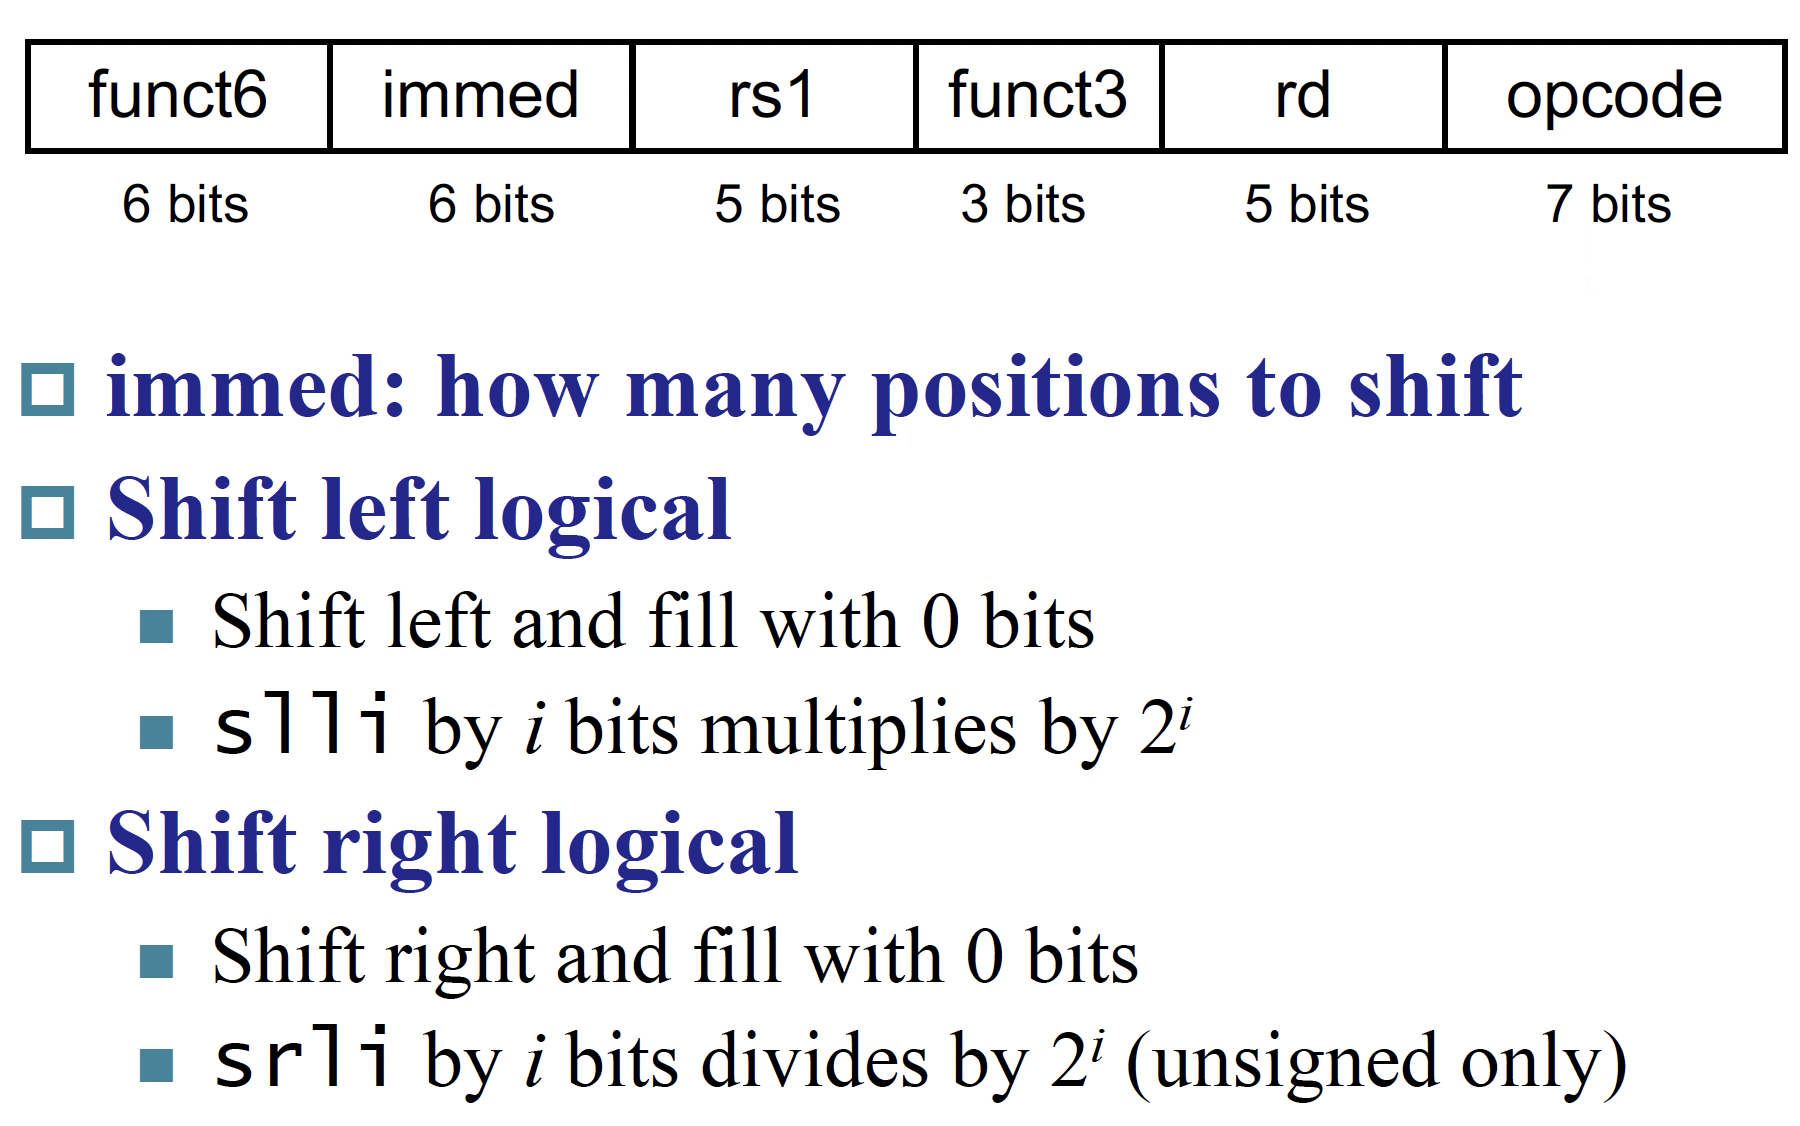 funct6 immed rs1 funct3 rd opcode
6 bits 6 bits 5 bits 3 bits 5 bits 7 bits
immed: how many positions to shift
Shift left logical
Shift left and fill with 0 bits
slli by i bits multiplies by 2^i
Shift right logical
Shift right and fill with 0 bits
srli by i bits divides by 2^i (unsigned only)